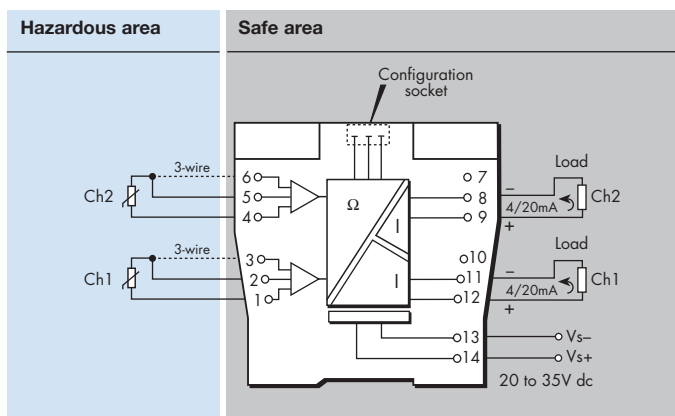 Hazardous area
Safe area
Configuration
socket
3-wire
6
5
4
Ch2
3-wire
3
2
1
Ch1
Ω
I
I
7
8
9
10
11
12
13
14
Load
–
4/20mA
+
Ch2
Load
–
4/20mA
+
Ch1
Vs–
Vs+
20 to 35V dc